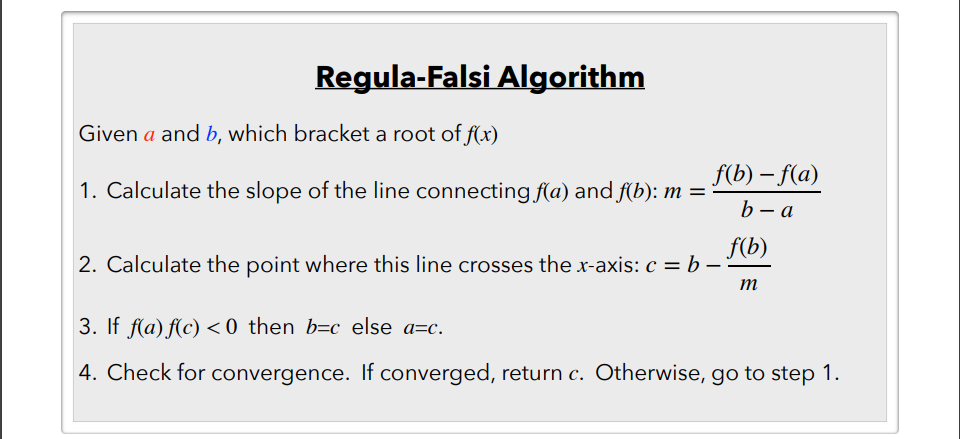 Regula-Falsi Algorithm
Given a and b, which bracket a root of f(x)
1. Calculate the slope of the line connecting f(a) and f(b): m = \frac{f(b) − f(a)}{b − a}
2. Calculate the point where this line crosses the x-axis: c = b − \frac{f(b)}{m}
3. If f(a) f(c) < 0 then b=c else a=c.
4. Check for convergence. If converged, return c. Otherwise, go to step 1.